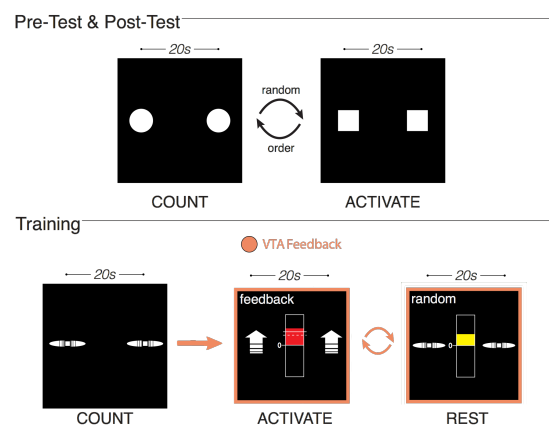 Pre-Test & Post-Test
20s
20s
random
order
COUNT
ACTIVATE
Training
VTA Feedback
20s
20s
20s
feedback
0
random
0
COUNT
ACTIVATE
REST